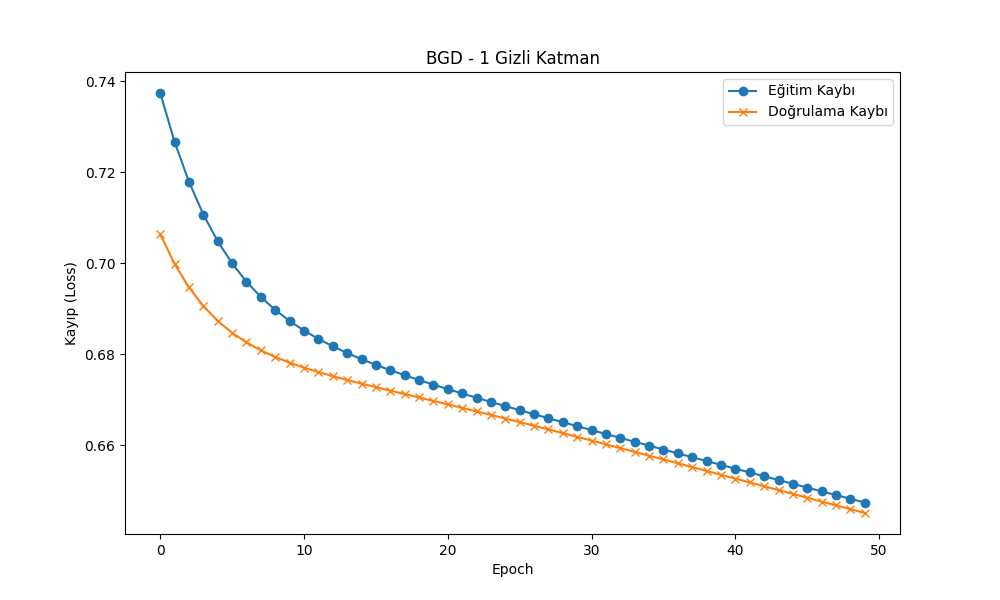 BGD - 1 Gizli Katman
Eğitim Kaybı
Doğrulama Kaybı
Kayıp (Loss)
0.74
0.72
0.70
0.68
0.66
0
10
20
30
40
50
Epoch